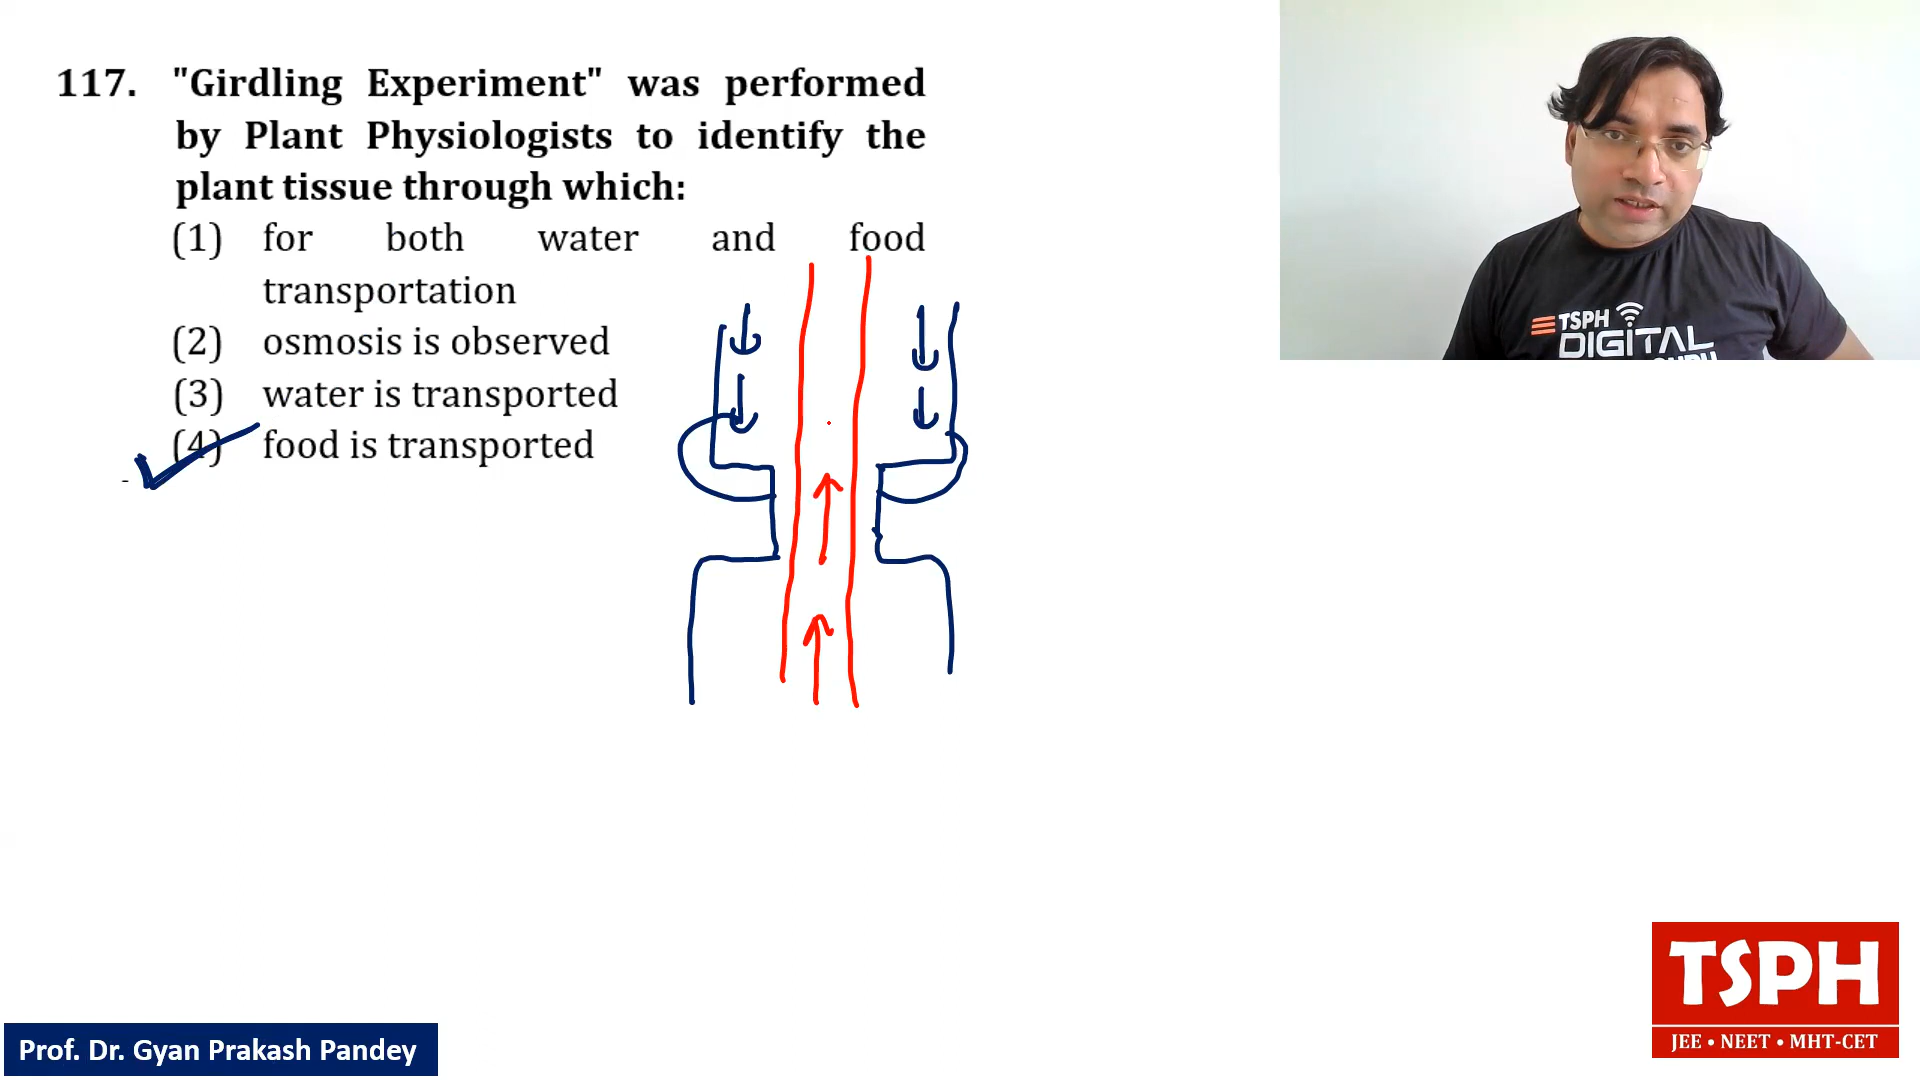 117. "Girdling Experiment" was performed
by Plant Physiologists to identify the
plant tissue through which:
(1) for both water and food
transportation
(2) osmosis is observed
(3) water is transported
(4) food is transported
TSPH
DIGITAL
TSPH
JEE • NEET • MHT-CET
Prof. Dr. Gyan Prakash Pandey